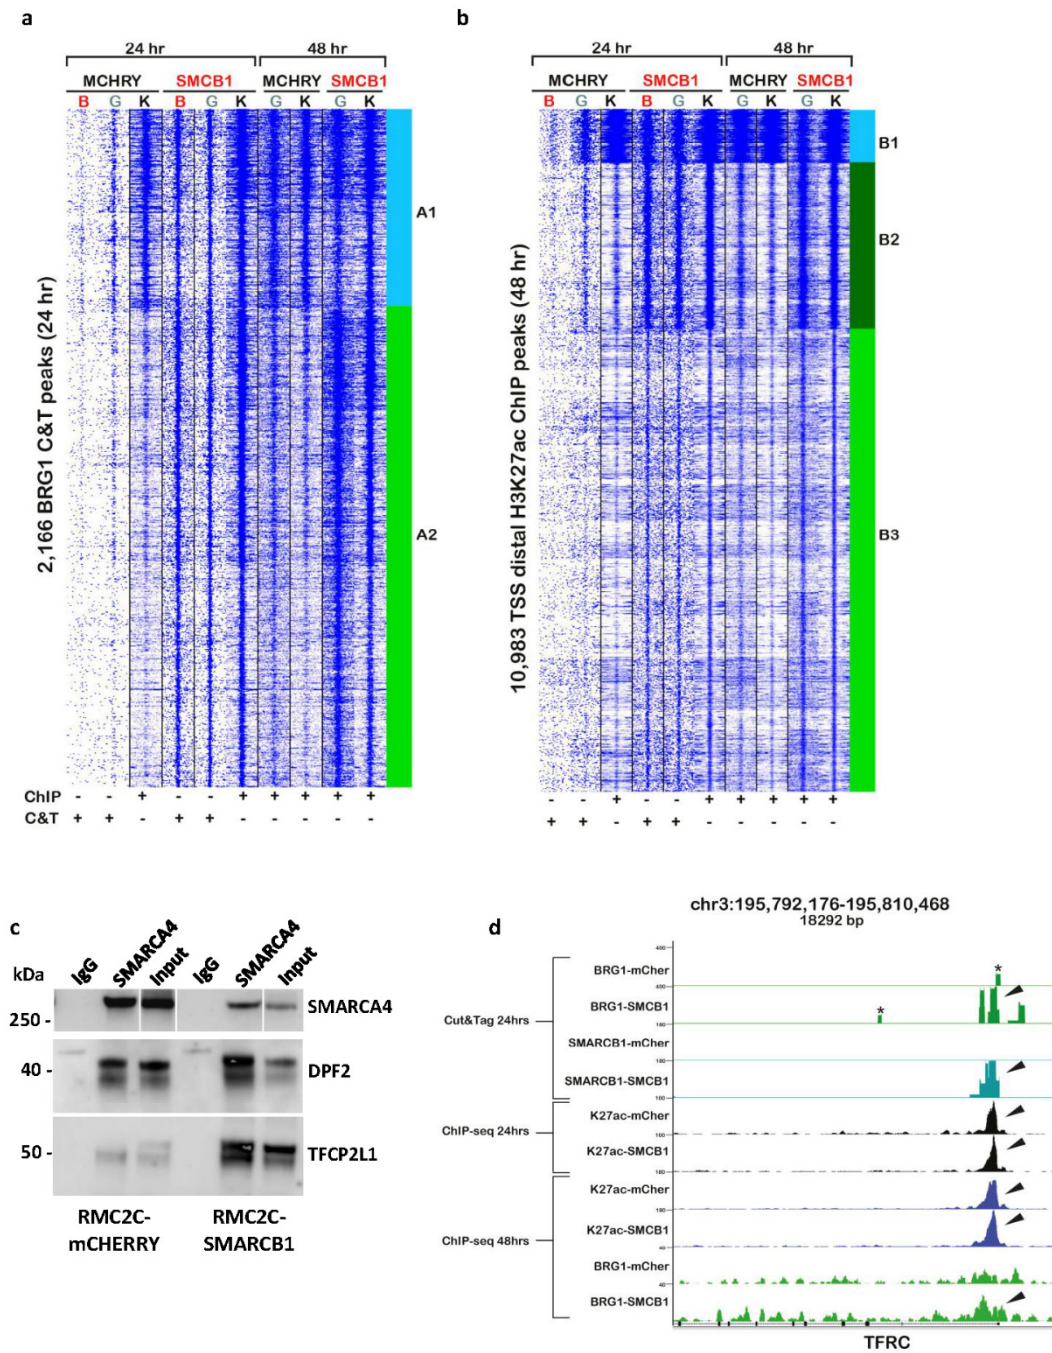 a
24 hr 48 hr
MCHRY SMCB1 MCHRY SMCB1
B G K B G K G K G K
2,166 BRG1 C&T peaks (24 hr)
A1
A2
ChIP - - + - - + + + + +
C&T + + - + + - - - - -
b
24 hr 48 hr
MCHRY SMCB1 MCHRY SMCB1
B G K B G K G K G K
10,983 TSS distal H3K27ac ChIP peaks (48 hr)
B1
B2
B3
- - + - - + + + + +
+ + - + + - - - - -
c
kDa IgG SMARCA4 Input IgG SMARCA4 Input
250 - SMARCA4
40 - DPF2
50 - TFCP2L1
RMC2C- RMC2C-
mCHERRY SMARCB1
d
chr3:195,792,176-195,810,468
18292 bp
Cut&Tag 24hrs
ChIP-seq 24hrs
ChIP-seq 48hrs
BRG1-mCher *
BRG1-SMCB1 *
SMARCB1-mCher
SMARCB1-SMCB1
K27ac-mCher
K27ac-SMCB1
K27ac-mCher
K27ac-SMCB1
BRG1-mCher
BRG1-SMCB1
TFRC